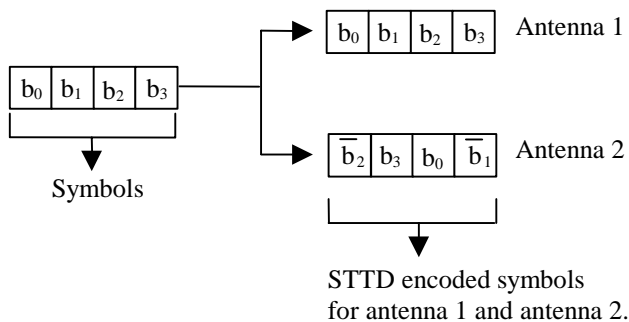 b₀ b₁ b₂ b₃ Antenna 1
b₀ b₁ b₂ b₃
b̅₂ b₃ b₀ b̅₁ Antenna 2
Symbols
STTD encoded symbols
for antenna 1 and antenna 2.